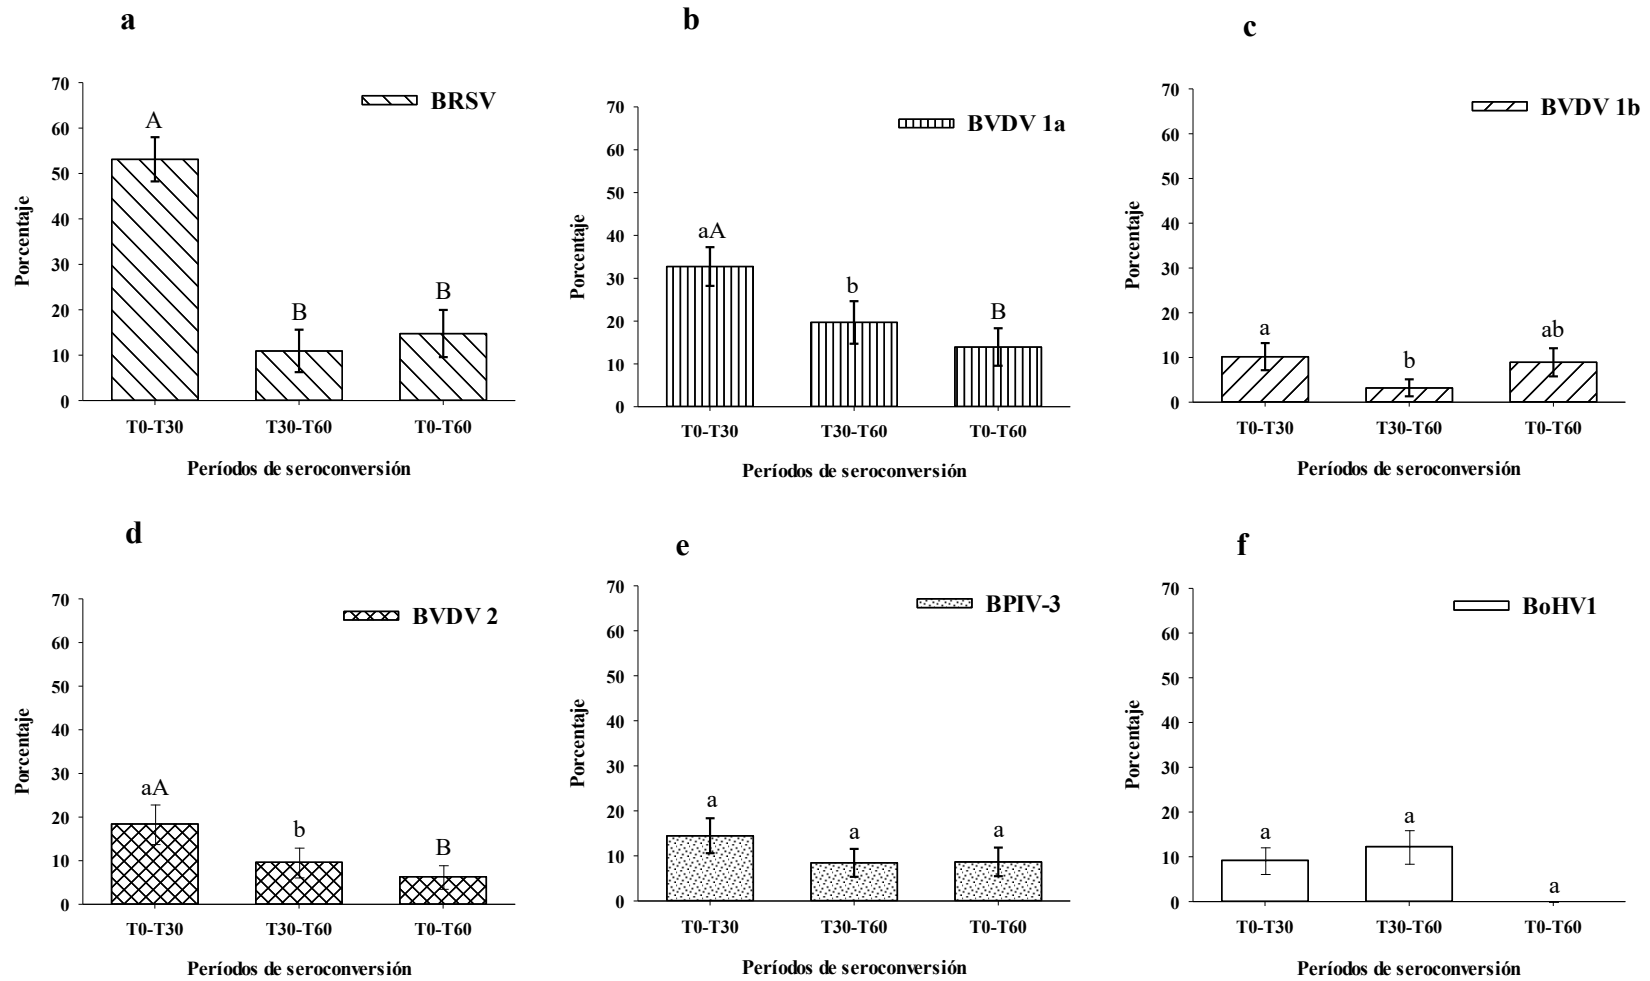 a
BRSV
70
60
50
40
30
20
10
0
Porcentaje
A
B
B
T0-T30 T30-T60 T0-T60
Períodos de seroconversión
b
BVDV 1a
70
60
50
40
30
20
10
0
Porcentaje
aA
b
B
T0-T30 T30-T60 T0-T60
Períodos de seroconversión
c
BVDV 1b
70
60
50
40
30
20
10
0
Porcentaje
a
b
ab
T0-T30 T30-T60 T0-T60
Períodos de seroconversión
d
BVDV 2
70
60
50
40
30
20
10
0
Porcentaje
aA
b
B
T0-T30 T30-T60 T0-T60
Períodos de seroconversión
e
BPIV-3
70
60
50
40
30
20
10
0
Porcentaje
a
a
a
T0-T30 T30-T60 T0-T60
Períodos de seroconversión
f
BoHV1
70
60
50
40
30
20
10
0
Porcentaje
a
a
a
T0-T30 T30-T60 T0-T60
Períodos de seroconversión